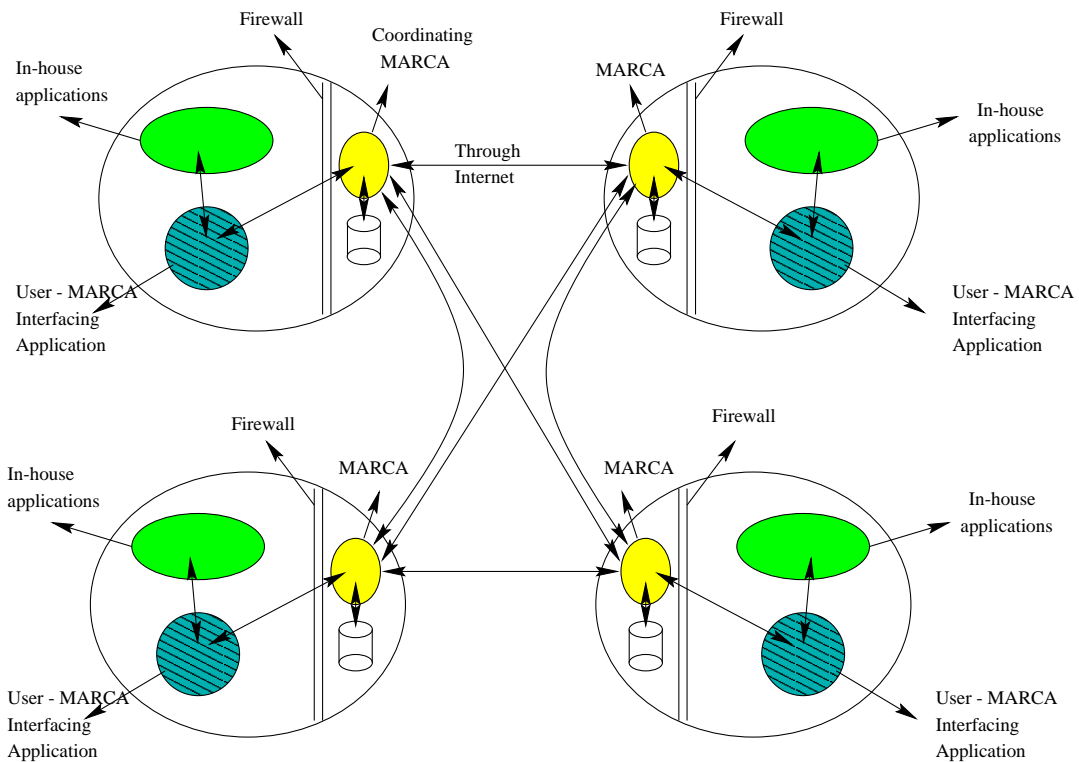 Firewall
Coordinating
MARCA
In-house
applications
Through
Internet
User - MARCA
Interfacing
Application
Firewall
MARCA
In-house
applications
User - MARCA
Interfacing
Application
Firewall
MARCA
In-house
applications
User - MARCA
Interfacing
Application
Firewall
MARCA
In-house
applications
User - MARCA
Interfacing
Application